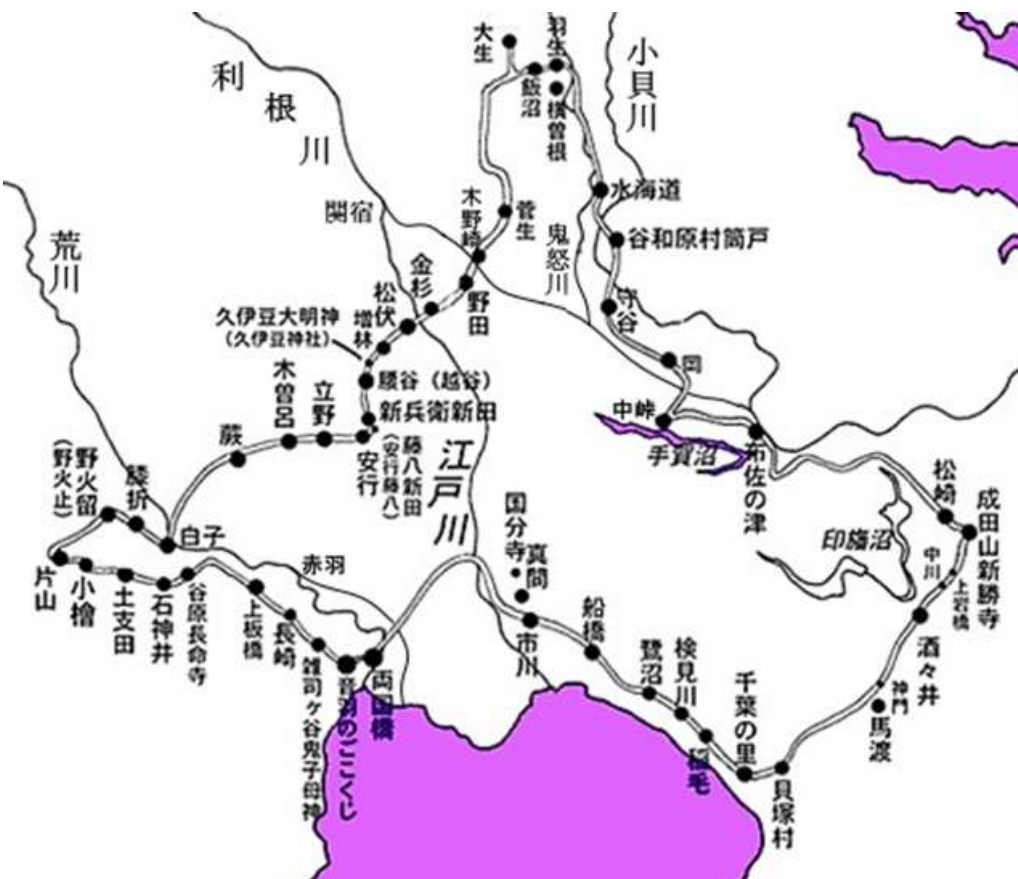 大生
羽生
飯沼
横曽根
小貝川
利根川
水海道
関宿
木野崎
菅生
鬼怒川
谷和原村筒戸
荒川
金杉
野田
守谷
松伏
増林
久伊豆大明神
(久伊豆神社)
岡
腰谷(越谷)
木曽呂
立野
新兵衛新田
中峠
手賀沼
布佐の津
蕨
安行
藤八新田
(安行藤八)
江戸川
野火留
(野火止)
膝折
白子
国分寺
真間
松崎
成田山新勝寺
印旛沼
中川
上岩橋
片山
小檜
土支田
石神井
谷原長命寺
赤羽
上板橋
長崎
雑司ヶ谷鬼子母神
音羽のごこくじ
両国橋
市川
船橋
鷺沼
検見川
稲毛
千葉の里
貝塚村
酒々井
神門
馬渡